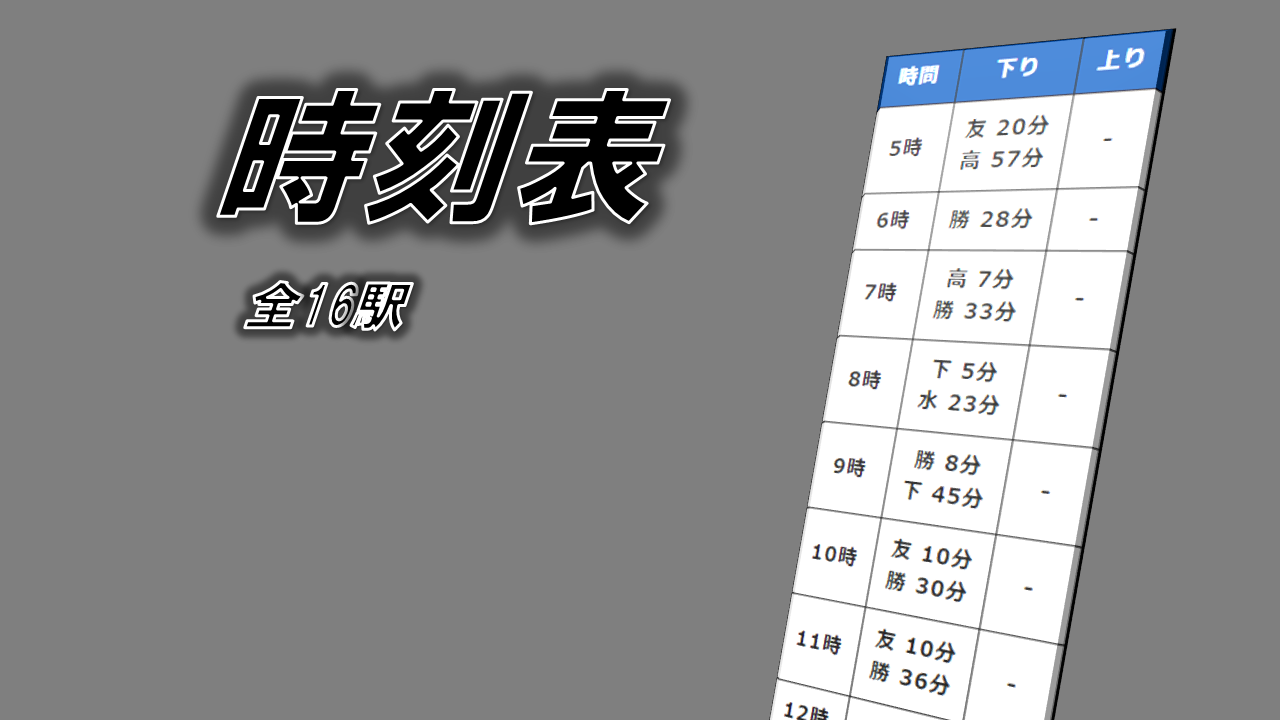 時刻表
全16駅
時間 下り 上り
5時 友 20分 -
高 57分
6時 勝 28分 -
7時 高 7分 -
勝 33分
8時 下 5分 -
水 23分
9時 勝 8分 -
下 45分
10時 友 10分 -
勝 30分
11時 友 10分 -
勝 36分
12時